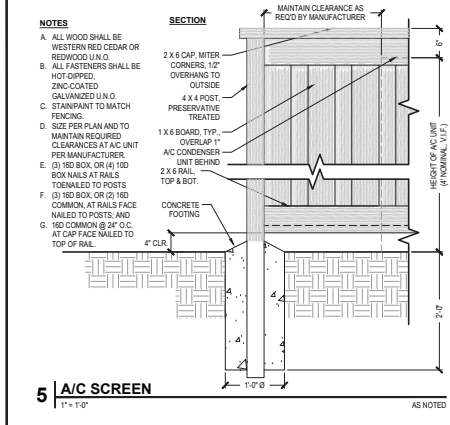 NOTES
A. ALL WOOD SHALL BE
WESTERN RED CEDAR OR
REDWOOD U.N.O.
B. ALL FASTENERS SHALL BE
HOT-DIPPED,
ZINC-COATED
GALVANIZED U.N.O.
C. STAIN/PAINT TO MATCH
FENCING.
D. SIZE PER PLAN AND TO
MAINTAIN REQUIRED
CLEARANCES AT A/C UNIT
PER MANUFACTURER.
E. (3) 16D BOX, OR (4) 10D
BOX NAILS AT RAILS
TOENAILED TO POSTS
F. (3) 16D BOX, OR (2) 16D
COMMON, AT RAILS FACE
NAILED TO POSTS; AND
G. 16D COMMON @ 24" O.C.
AT CAP FACE NAILED TO
TOP OF RAIL.
SECTION
2 X 6 CAP, MITER
CORNERS, 1/2"
OVERHANG TO
OUTSIDE
4 X 4 POST,
PRESERVATIVE
TREATED
1 X 6 BOARD, TYP.,
OVERLAP 1"
A/C CONDENSER
UNIT BEHIND
2 X 6 RAIL,
TOP & BOT.
CONCRETE
FOOTING
4" CLR.
MAINTAIN CLEARANCE AS
REQ'D BY MANUFACTURER
6"
HEIGHT OF A/C UNIT
(4' NOMINAL, V.I.F.)
2'-0"
1'-0" Ø
5 A/C SCREEN
1" = 1'-0"
AS NOTED